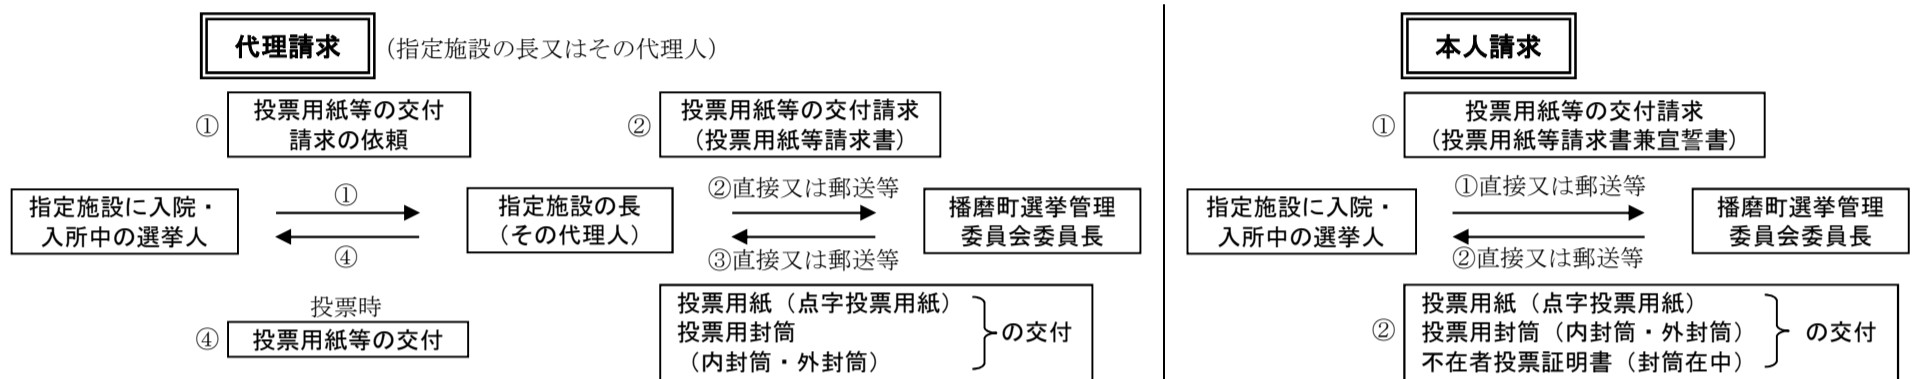 代理請求 (指定施設の長又はその代理人)
① 投票用紙等の交付
請求の依頼
② 投票用紙等の交付請求
(投票用紙等請求書)
指定施設に入院・
入所中の選挙人
①
④
指定施設の長
(その代理人)
②直接又は郵送等
③直接又は郵送等
播磨町選挙管理
委員会委員長
投票時
④ 投票用紙等の交付
投票用紙(点字投票用紙)
投票用封筒
(内封筒・外封筒)
の交付
本人請求
① 投票用紙等の交付請求
(投票用紙等請求書兼宣誓書)
指定施設に入院・
入所中の選挙人
①直接又は郵送等
②直接又は郵送等
播磨町選挙管理
委員会委員長
② 投票用紙(点字投票用紙)
投票用封筒(内封筒・外封筒)
不在者投票証明書(封筒在中)
の交付